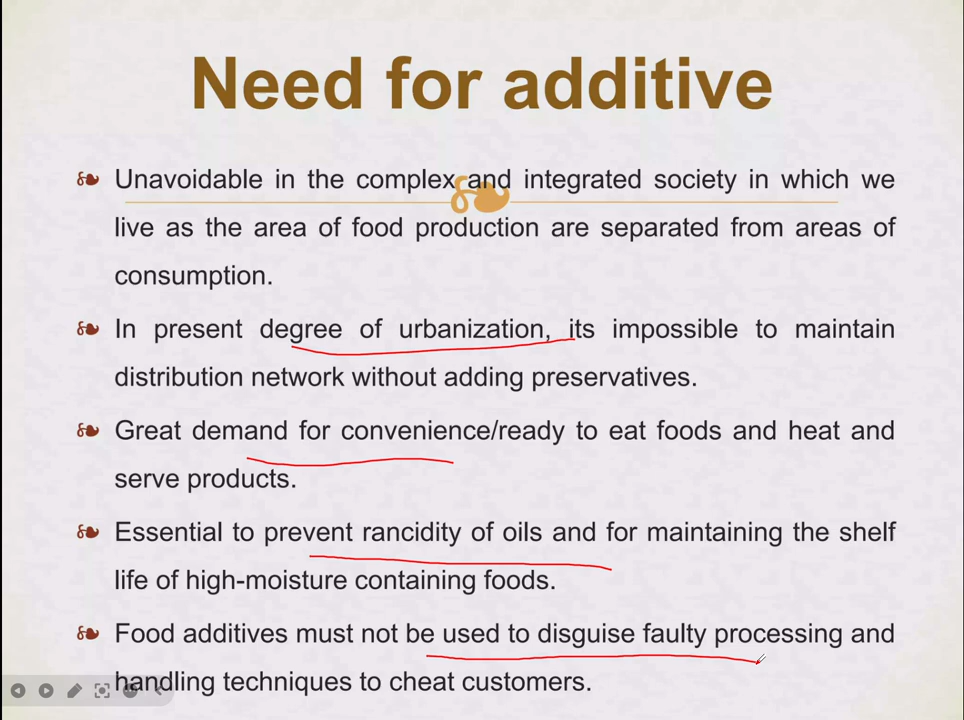 Need for additive
Unavoidable in the complex and integrated society in which we
live as the area of food production are separated from areas of
consumption.
In present degree of urbanization, its impossible to maintain
distribution network without adding preservatives.
Great demand for convenience/ready to eat foods and heat and
serve products.
Essential to prevent rancidity of oils and for maintaining the shelf
life of high-moisture containing foods.
Food additives must not be used to disguise faulty processing and
handling techniques to cheat customers.